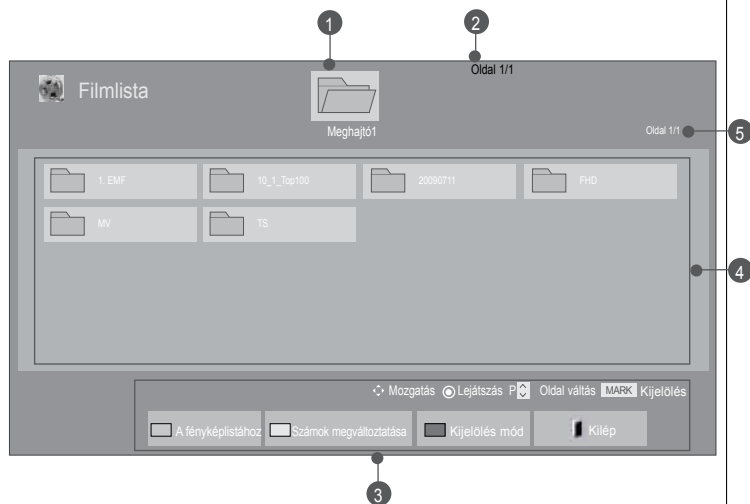 1
2
Oldal 1/1
Filmlista
Meghajtó1
Oldal 1/1
5
1. EMF
10_1_Top100
20090711
FHD
MV
TS
4
Mozgatás Lejátszás P Oldal váltás MARK Kijelölés
A fényképlistához Számok megváltoztatása Kijelölés mód Kilép
3